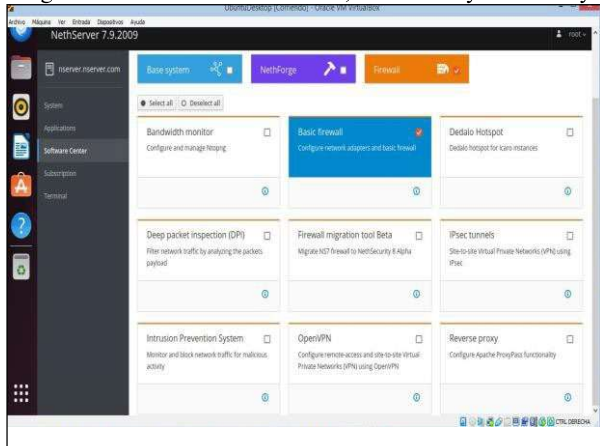 UbuntuDesktop [Corriendo] - Oracle VM VirtualBox
Archivo Máquina Ver Entrada Dispositivos Ayuda
NethServer 7.9.2009
root
nserver.nserver.com
Base system
NethForge
Firewall
System
Select all
Deselect all
Applications
Software Center
Subscription
Terminal
Bandwidth monitor
Configure and manage Ntopng
Basic firewall
Configure network adapters and basic firewall
Dedalo Hotspot
Dedalo hotspot for Icaro instances
Deep packet inspection (DPI)
Filter network traffic by analyzing the packets
payload
Firewall migration tool Beta
Migrate NS7 firewall to NethSecurity 8 Alpha
IPsec tunnels
Site-to-site Virtual Private Networks (VPN) using
IPsec
Intrusion Prevention System
Monitor and block network traffic for malicious
activity
OpenVPN
Configure remote-access and site-to-site Virtual
Private Networks (VPN) using OpenVPN
Reverse proxy
Configure Apache ProxyPass functionality
CTRL DERECHA